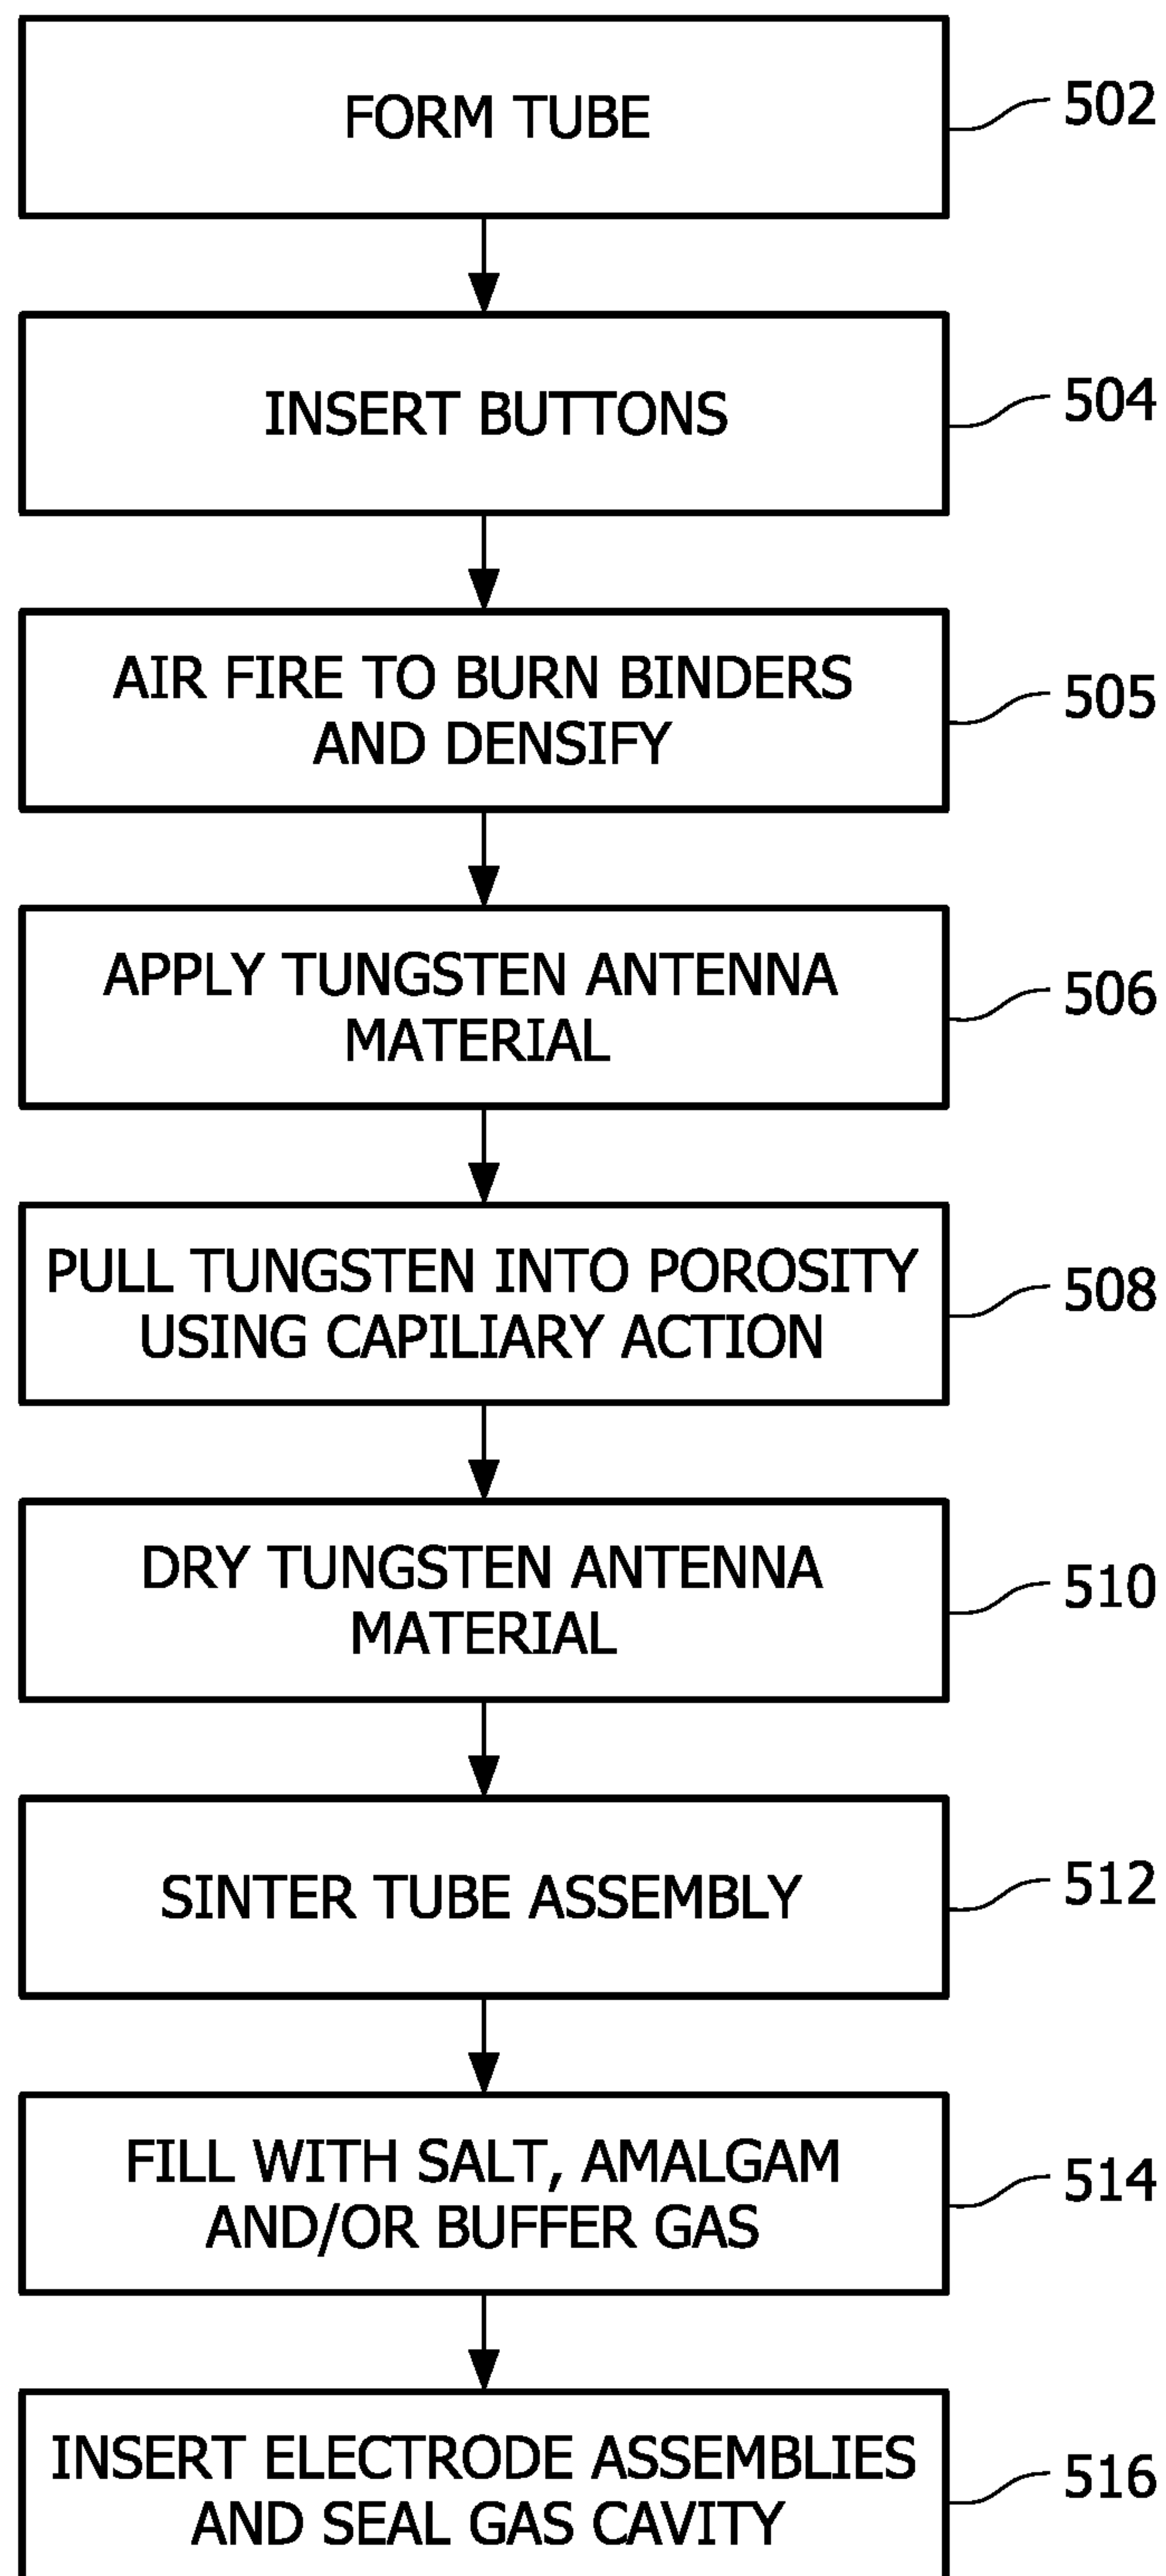 FORM TUBE
502
INSERT BUTTONS
504
AIR FIRE TO BURN BINDERS
AND DENSIFY
505
APPLY TUNGSTEN ANTENNA
MATERIAL
506
PULL TUNGSTEN INTO POROSITY
USING CAPILIARY ACTION
508
DRY TUNGSTEN ANTENNA
MATERIAL
510
SINTER TUBE ASSEMBLY
512
FILL WITH SALT, AMALGAM
AND/OR BUFFER GAS
514
INSERT ELECTRODE ASSEMBLIES
AND SEAL GAS CAVITY
516